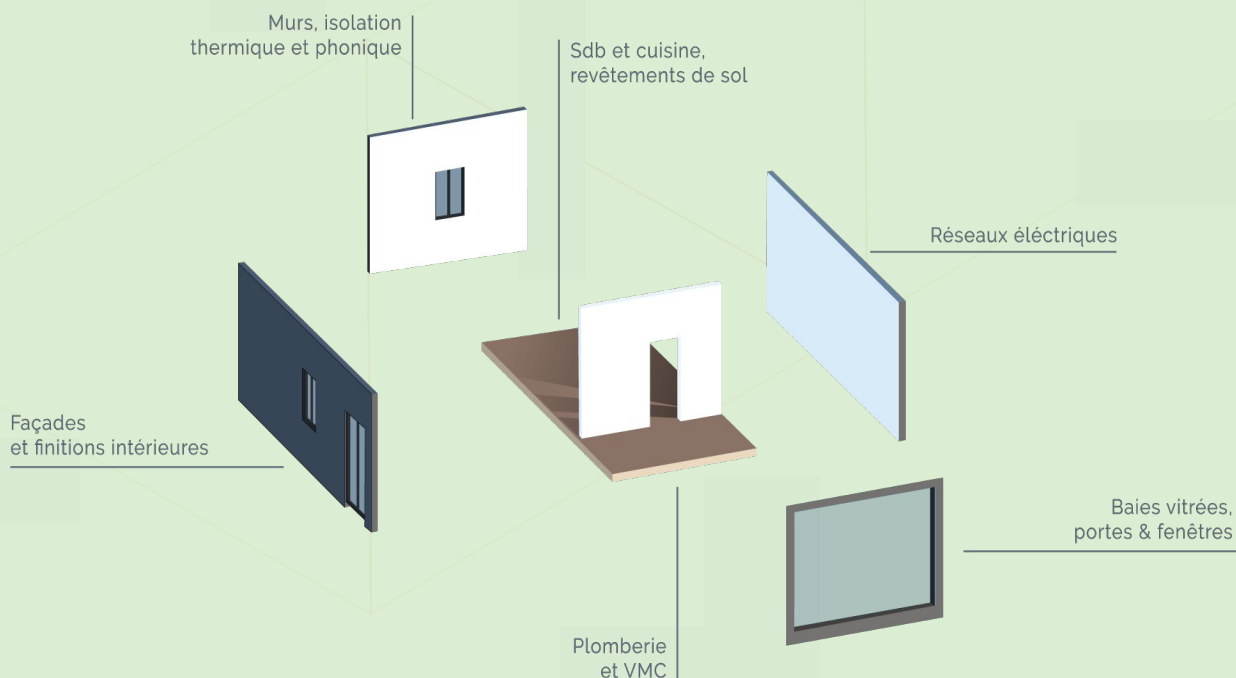 Murs, isolation
thermique et phonique
Sdb et cuisine,
revêtements de sol
Réseaux éléctriques
Façades
et finitions intérieures
Baies vitrées,
portes & fenêtres
Plomberie
et VMC